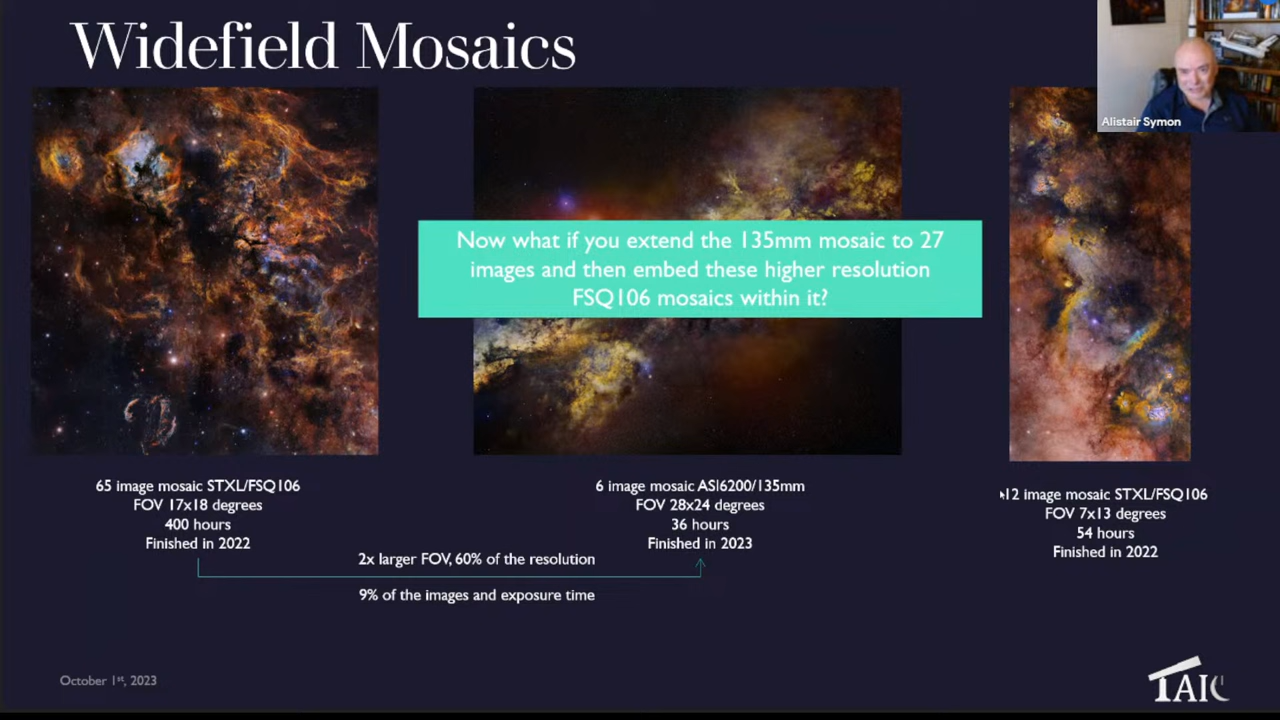 Widefield Mosaics
Alistair Symon
Now what if you extend the 135mm mosaic to 27
images and then embed these higher resolution
FSQ106 mosaics within it?
65 image mosaic STXL/FSQ106
FOV 17x18 degrees
400 hours
Finished in 2022
6 image mosaic ASI6200/135mm
FOV 28x24 degrees
36 hours
Finished in 2023
12 image mosaic STXL/FSQ106
FOV 7x13 degrees
54 hours
Finished in 2022
2x larger FOV, 60% of the resolution
9% of the images and exposure time
October 1st, 2023
TAIC